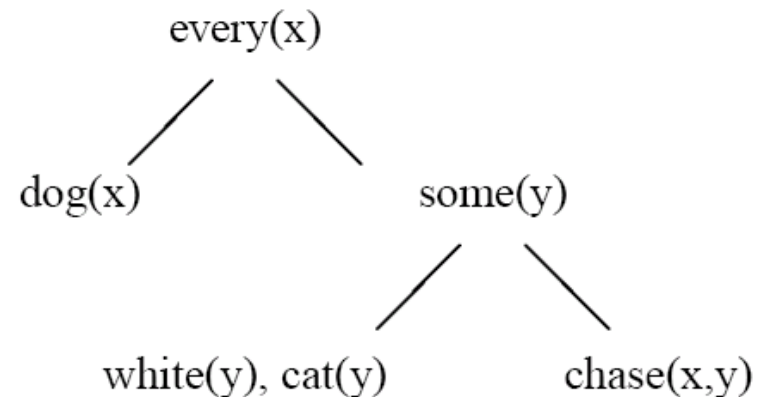 every(x)
dog(x) some(y)
white(y), cat(y) chase(x,y)